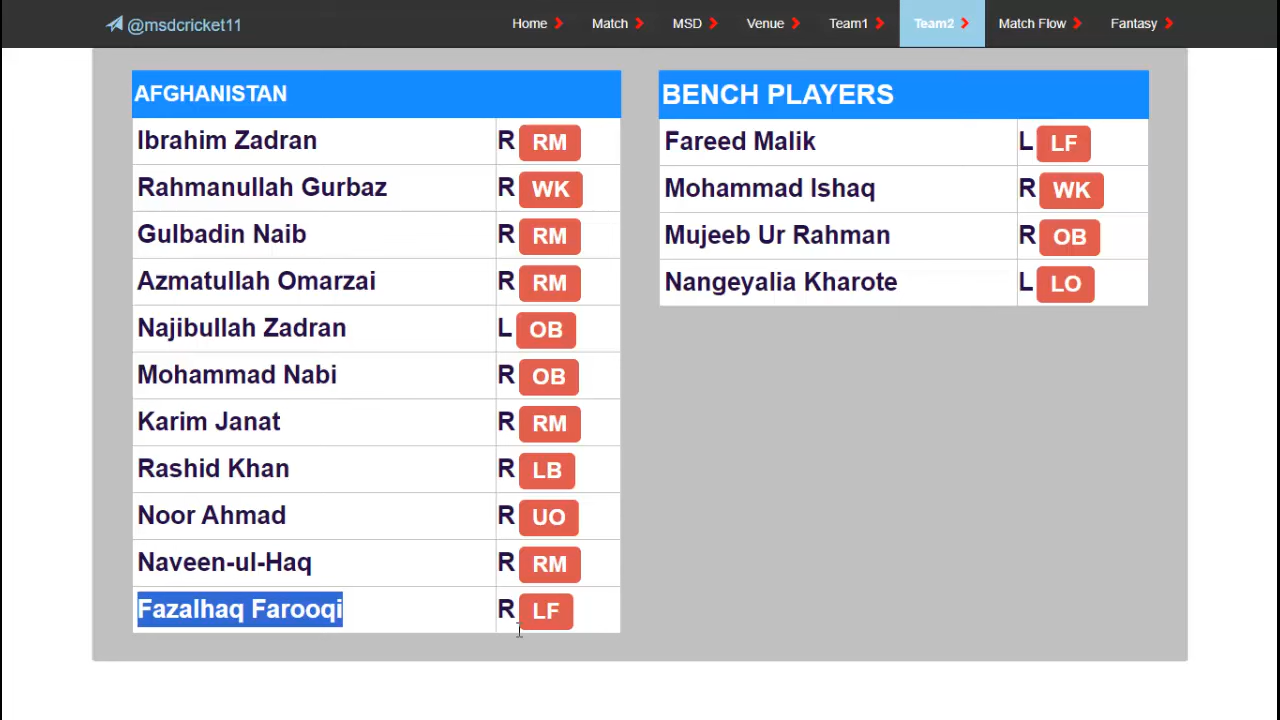 @msdcricket11 Home Match MSD Venue Team1 Team2 Match Flow Fantasy
AFGHANISTAN
Ibrahim Zadran R RM
Rahmanullah Gurbaz R WK
Gulbadin Naib R RM
Azmatullah Omarzai R RM
Najibullah Zadran L OB
Mohammad Nabi R OB
Karim Janat R RM
Rashid Khan R LB
Noor Ahmad R UO
Naveen-ul-Haq R RM
Fazalhaq Farooqi R LF
BENCH PLAYERS
Fareed Malik L LF
Mohammad Ishaq R WK
Mujeeb Ur Rahman R OB
Nangeyalia Kharote L LO